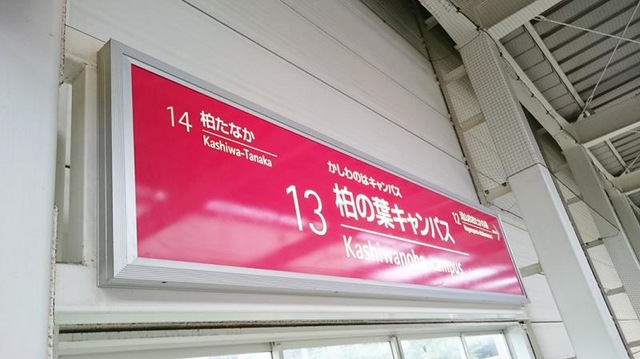 14 柏たなか
Kashiwa-Tanaka
かしわのはキャンパス
13 柏の葉キャンパス
Kashiwanoha-campus
12